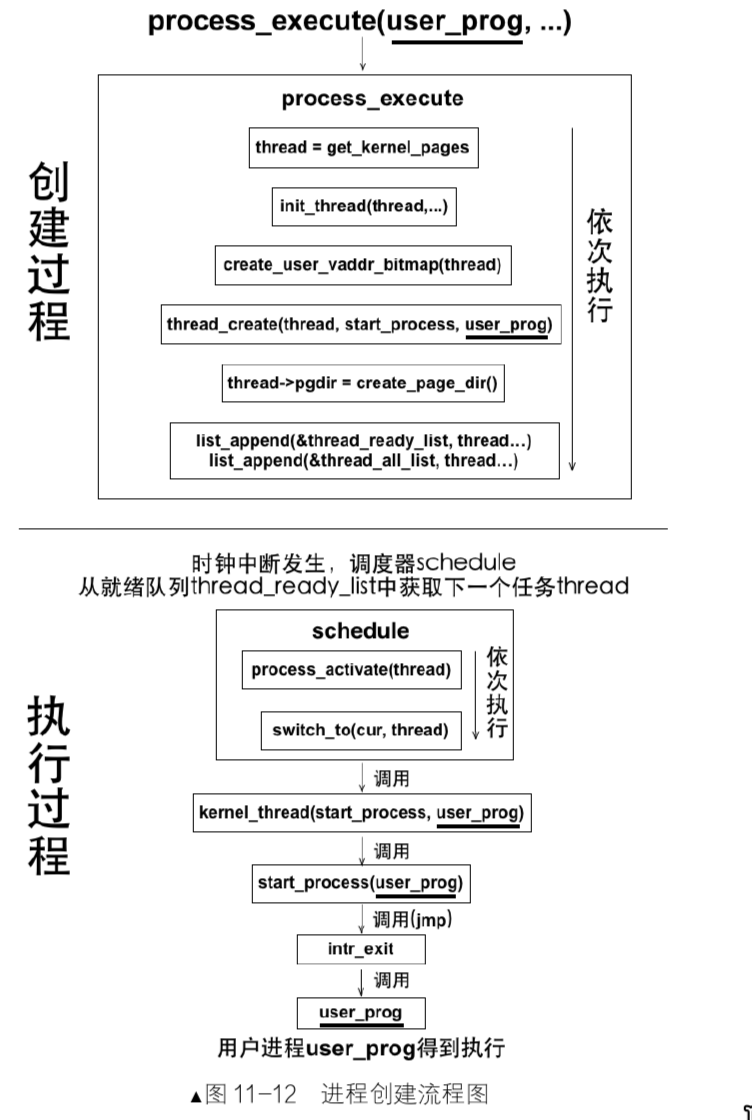 process_execute(user_prog, ...)
创建过程
process_execute
thread = get_kernel_pages
init_thread(thread,...)
create_user_vaddr_bitmap(thread)
thread_create(thread, start_process, user_prog)
thread->pgdir = create_page_dir()
list_append(&thread_ready_list, thread...)
list_append(&thread_all_list, thread...)
依次执行
时钟中断发生，调度器schedule
从就绪队列thread_ready_list中获取下一个任务thread
执行过程
schedule
process_activate(thread)
switch_to(cur, thread)
依次执行
调用
kernel_thread(start_process, user_prog)
调用
start_process(user_prog)
调用(jmp)
intr_exit
调用
user_prog
用户进程user_prog得到执行
▲图 11-12 进程创建流程图